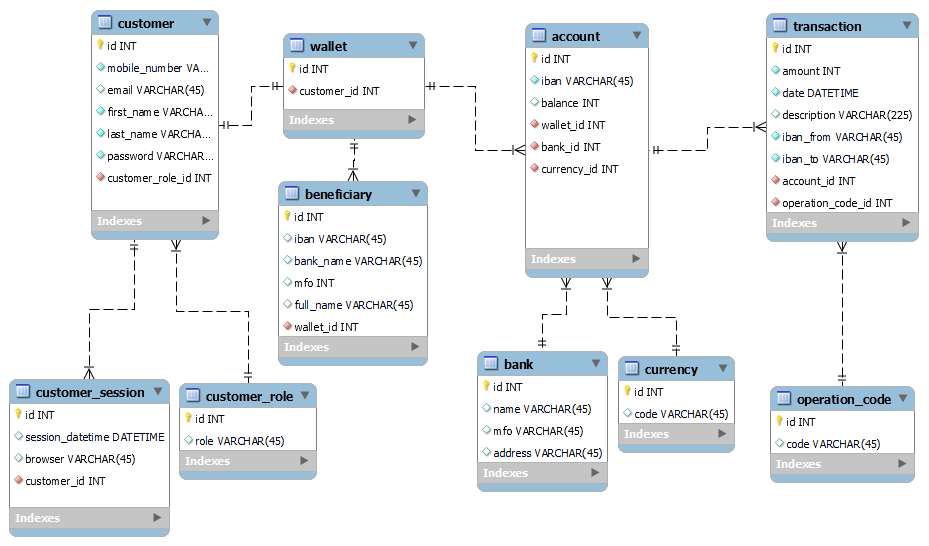 customer
id INT
mobile_number VA...
email VARCHAR(45)
first_name VARCHA...
last_name VARCHA...
password VARCHAR...
customer_role_id INT
Indexes
wallet
id INT
customer_id INT
Indexes
account
id INT
iban VARCHAR(45)
balance INT
wallet_id INT
bank_id INT
currency_id INT
Indexes
transaction
id INT
amount INT
date DATETIME
description VARCHAR(225)
iban_from VARCHAR(45)
iban_to VARCHAR(45)
account_id INT
operation_code_id INT
Indexes
beneficiary
id INT
iban VARCHAR(45)
bank_name VARCHAR(45)
mfo INT
full_name VARCHAR(45)
wallet_id INT
Indexes
customer_session
id INT
session_datetime DATETIME
browser VARCHAR(45)
customer_id INT
Indexes
customer_role
id INT
role VARCHAR(45)
Indexes
bank
id INT
name VARCHAR(45)
mfo VARCHAR(45)
address VARCHAR(45)
Indexes
currency
id INT
code VARCHAR(45)
Indexes
operation_code
id INT
code VARCHAR(45)
Indexes